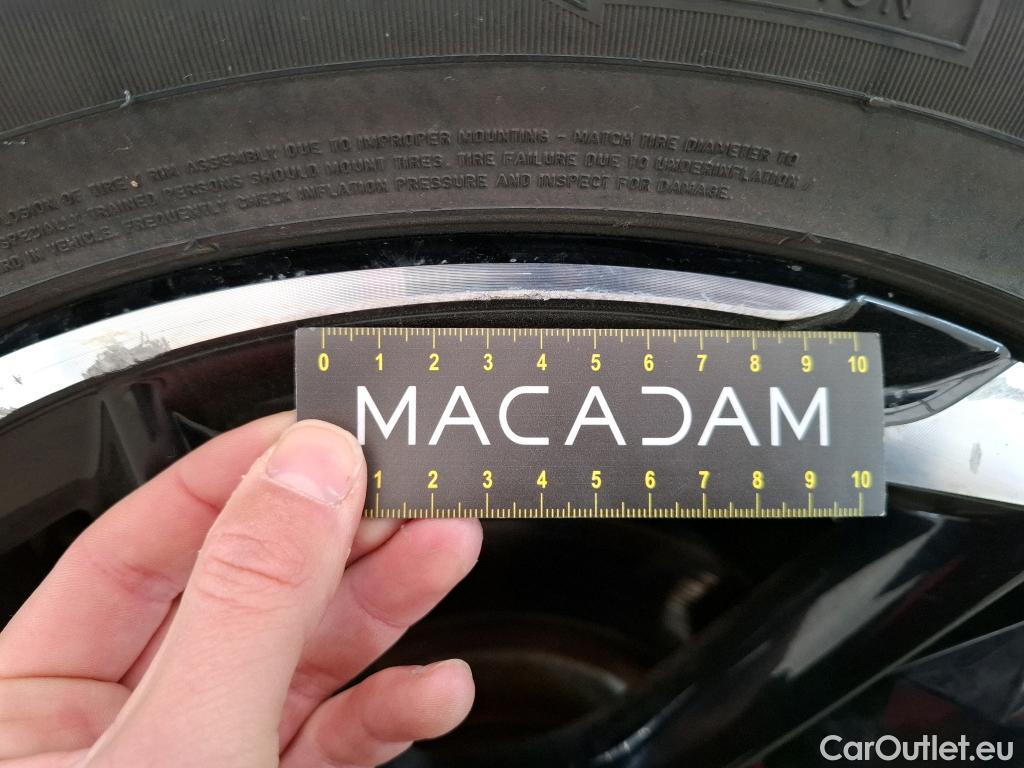 ION
LOSION OF TIRE / RIM ASSEMBLY DUE TO IMPROPER MOUNTING - MATCH TIRE DIAMETER TO
SPECIALLY TRAINED PERSONS SHOULD MOUNT TIRES. TIRE FAILURE DUE TO UNDERINFLATION /
IN VEHICLE. FREQUENTLY CHECK INFLATION PRESSURE AND INSPECT FOR DAMAGE.
0 1 2 3 4 5 6 7 8 9 10
MACADAM
1 2 3 4 5 6 7 8 9 10
CarOutlet.eu